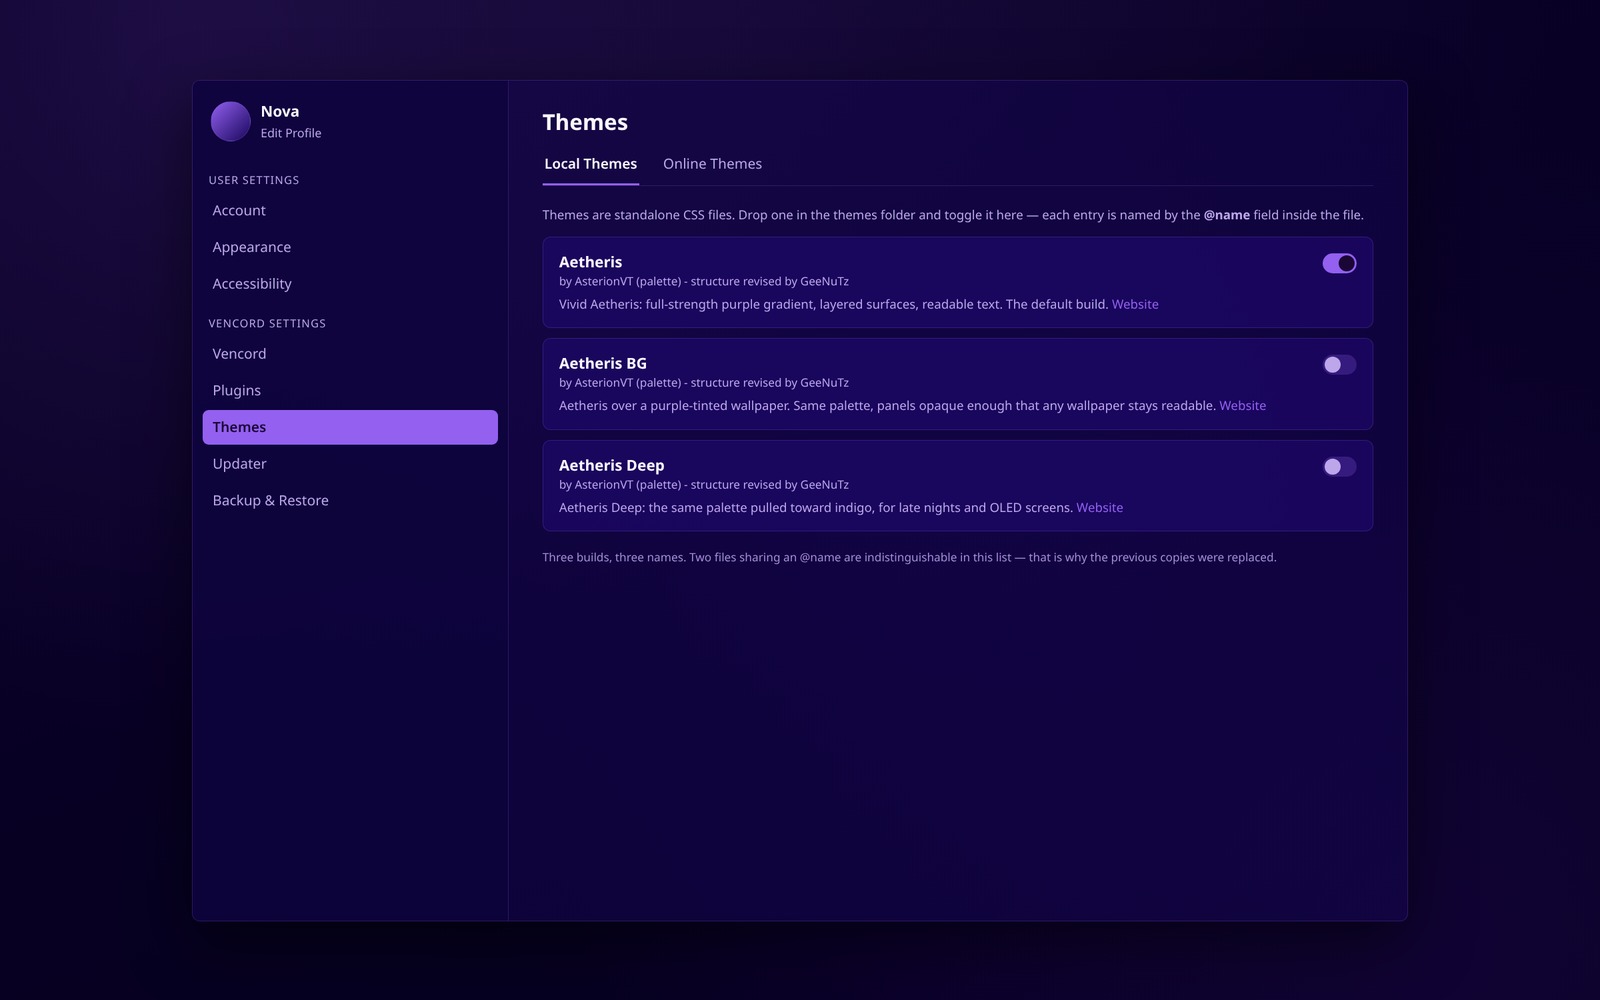 Nova
Edit Profile
USER SETTINGS
Account
Appearance
Accessibility
VENCORD SETTINGS
Vencord
Plugins
Themes
Updater
Backup & Restore
Themes
Local Themes
Online Themes
Themes are standalone CSS files. Drop one in the themes folder and toggle it here — each entry is named by the @name field inside the file.
Aetheris
by AsterionVT (palette) - structure revised by GeeNuTz
Vivid Aetheris: full-strength purple gradient, layered surfaces, readable text. The default build. Website
Aetheris BG
by AsterionVT (palette) - structure revised by GeeNuTz
Aetheris over a purple-tinted wallpaper. Same palette, panels opaque enough that any wallpaper stays readable. Website
Aetheris Deep
by AsterionVT (palette) - structure revised by GeeNuTz
Aetheris Deep: the same palette pulled toward indigo, for late nights and OLED screens. Website
Three builds, three names. Two files sharing an @name are indistinguishable in this list — that is why the previous copies were replaced.